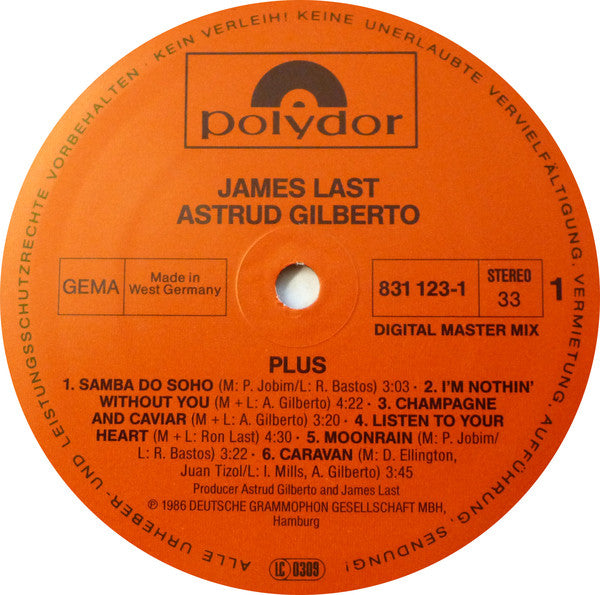 ALLE URHEBER- UND LEISTUNGSSCHUTZRECHTE VORBEHALTEN · KEIN VERLEIH! KEINE UNERLAUBTE VERVIELFÄLTIGUNG, VERMIETUNG, AUFFÜHRUNG, SENDUNG!
polydor
JAMES LAST
ASTRUD GILBERTO
GEMA
Made in
West Germany
831 123-1
STEREO
33
1
DIGITAL MASTER MIX
PLUS
1. SAMBA DO SOHO (M: P. Jobim/L: R. Bastos) 3:03 · 2. I'M NOTHIN'
WITHOUT YOU (M + L: A. Gilberto) 4:22 · 3. CHAMPAGNE
AND CAVIAR (M + L: A. Gilberto) 3:20 · 4. LISTEN TO YOUR
HEART (M + L: Ron Last) 4:30 · 5. MOONRAIN (M: P. Jobim/
L: R. Bastos) 3:22 · 6. CARAVAN (M: D. Ellington,
Juan Tizol/L: I. Mills, A. Gilberto) 3:45
Producer Astrud Gilberto and James Last
℗ 1986 DEUTSCHE GRAMMOPHON GESELLSCHAFT MBH,
Hamburg
LC 0309